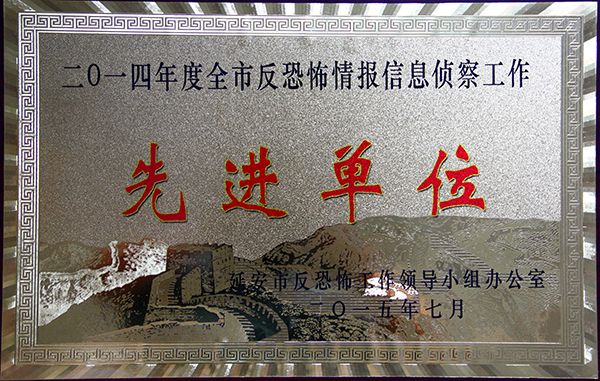 二〇一四年度全市反恐怖情报信息侦察工作
先进单位
延安市反恐怖工作领导小组办公室
二〇一五年七月